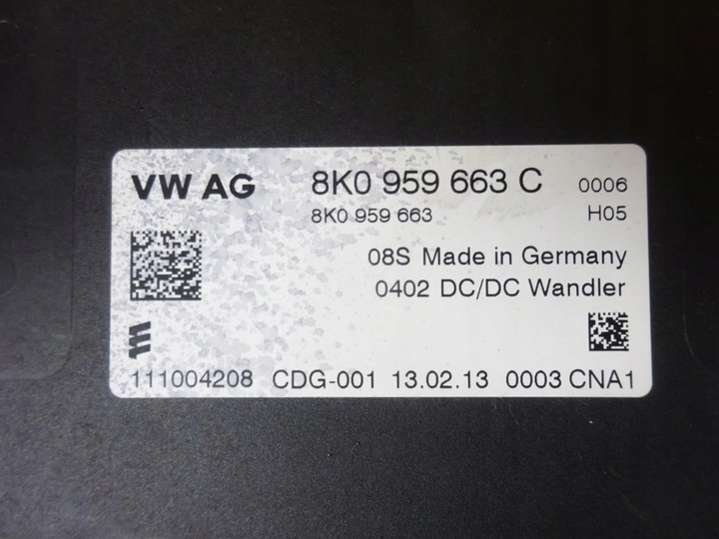 VW AG 8K0 959 663 C 0006
8K0 959 663 H05
08S Made in Germany
0402 DC/DC Wandler
111004208 CDG-001 13.02.13 0003 CNA1